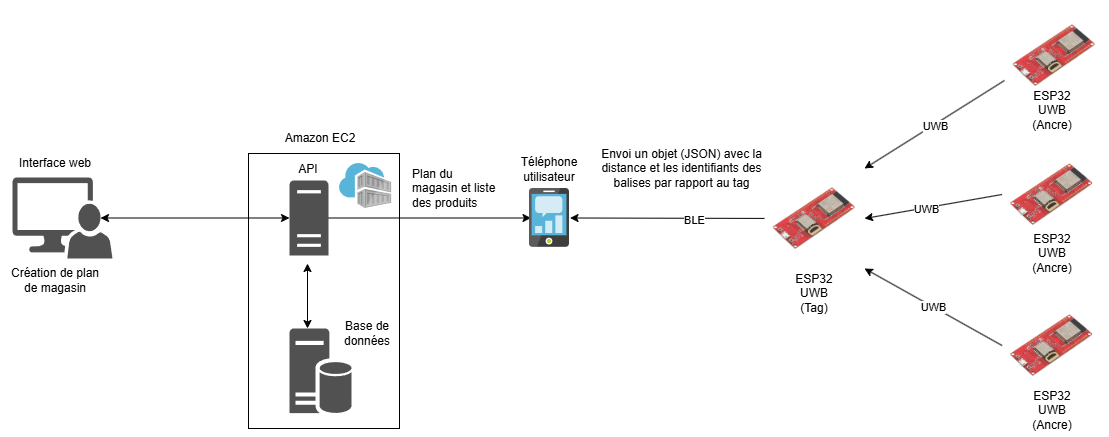 Interface web
Création de plan
de magasin
Amazon EC2
API
Base de
données
Plan du
magasin et liste
des produits
Téléphone
utilisateur
Envoi un objet (JSON) avec la
distance et les identifiants des
balises par rapport au tag
BLE
ESP32
UWB
(Tag)
UWB
UWB
UWB
ESP32
UWB
(Ancre)
ESP32
UWB
(Ancre)
ESP32
UWB
(Ancre)